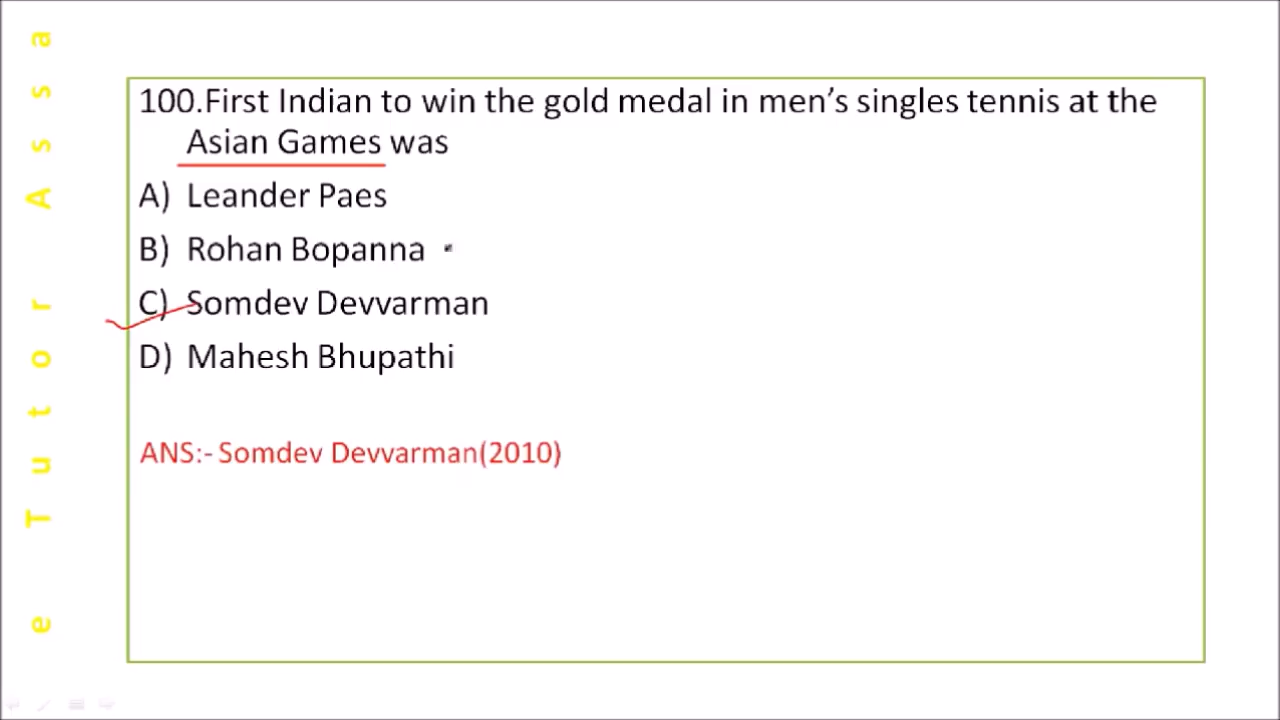 100.First Indian to win the gold medal in men’s singles tennis at the
Asian Games was
A) Leander Paes
B) Rohan Bopanna
C) Somdev Devvarman
D) Mahesh Bhupathi
ANS:- Somdev Devvarman(2010)
e Tutor Assa